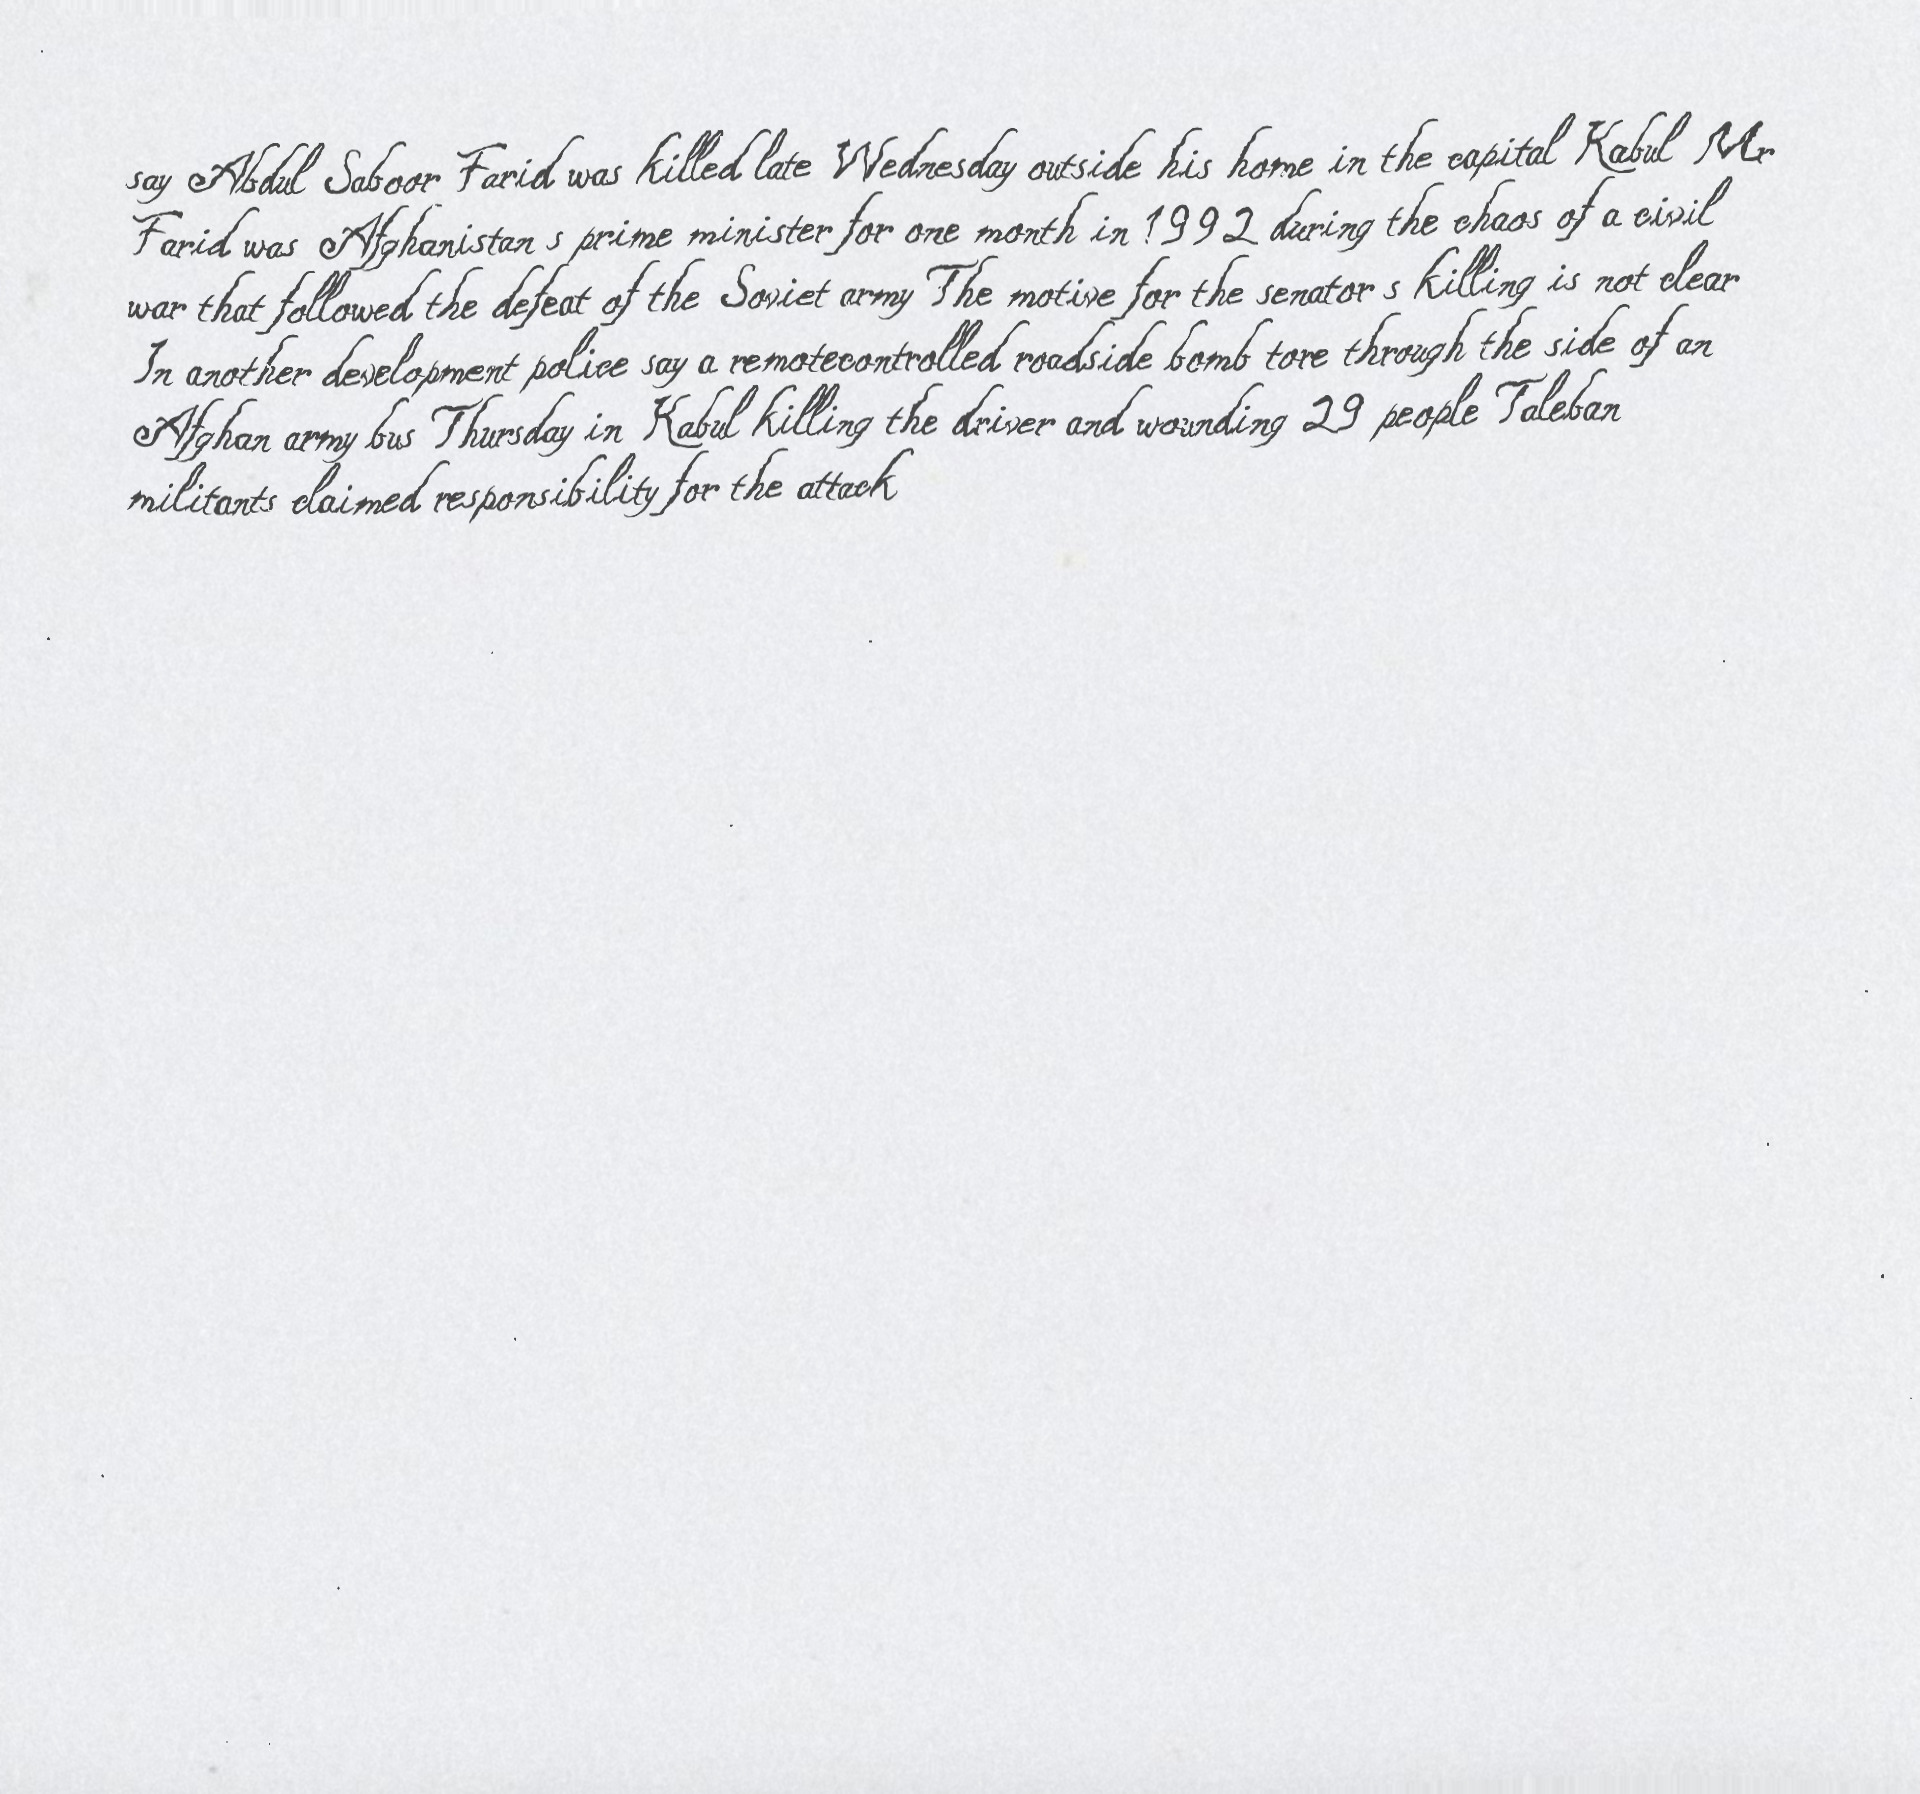 say Abdul Saboor Farid was killed late Wednesday outside his home in the capital Kabul Mr
Farid was Afghanistan s prime minister for one month in 1992 during the chaos of a civil
war that followed the defeat of the Soviet army The motive for the senator s killing is not clear
In another development police say a remotecontrolled roadside bomb tore through the side of an
Afghan army bus Thursday in Kabul killing the driver and wounding 29 people Taleban
militants claimed responsibility for the attack